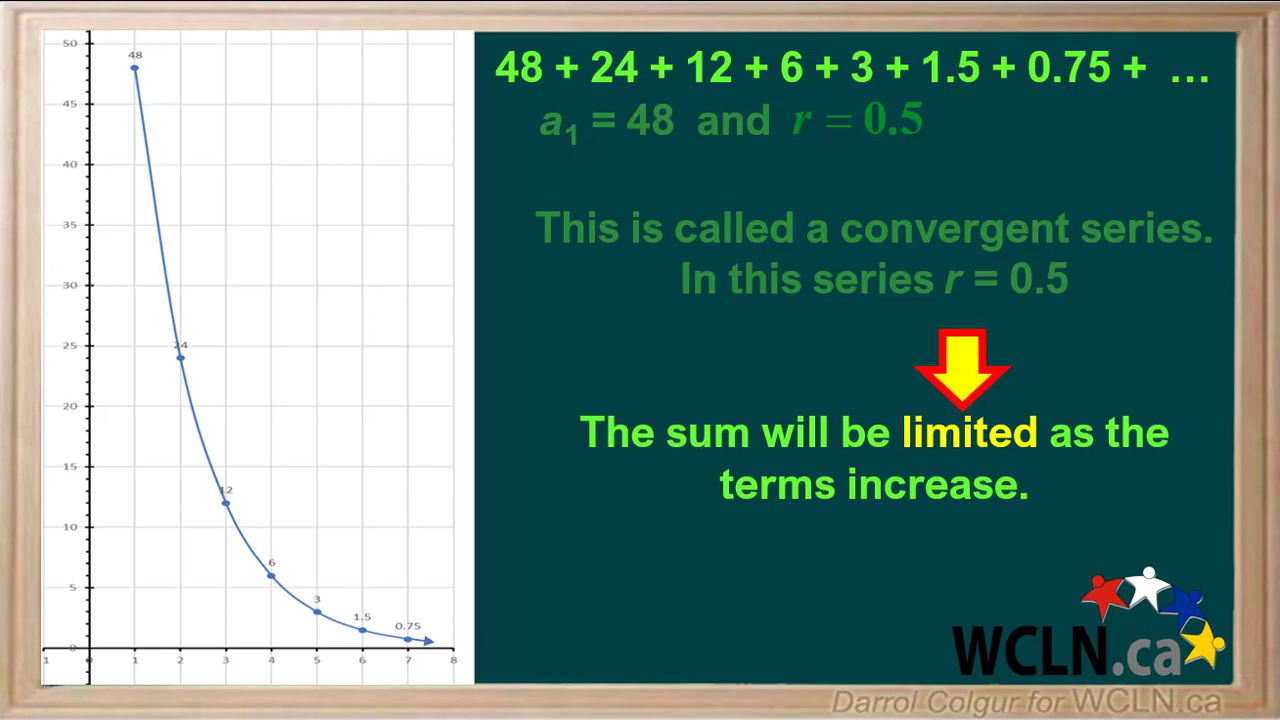 48 + 24 + 12 + 6 + 3 + 1.5 + 0.75 + ...
a1 = 48 and r = 0.5
This is called a convergent series.
In this series r = 0.5
The sum will be limited as the
terms increase.
50
45
40
35
30
25
20
15
10
5
0
1 0 1 2 3 4 5 6 7 8
48
24
12
6
3
1.5
0.75
WCLN.ca
Darrol Colgur for WCLN.ca